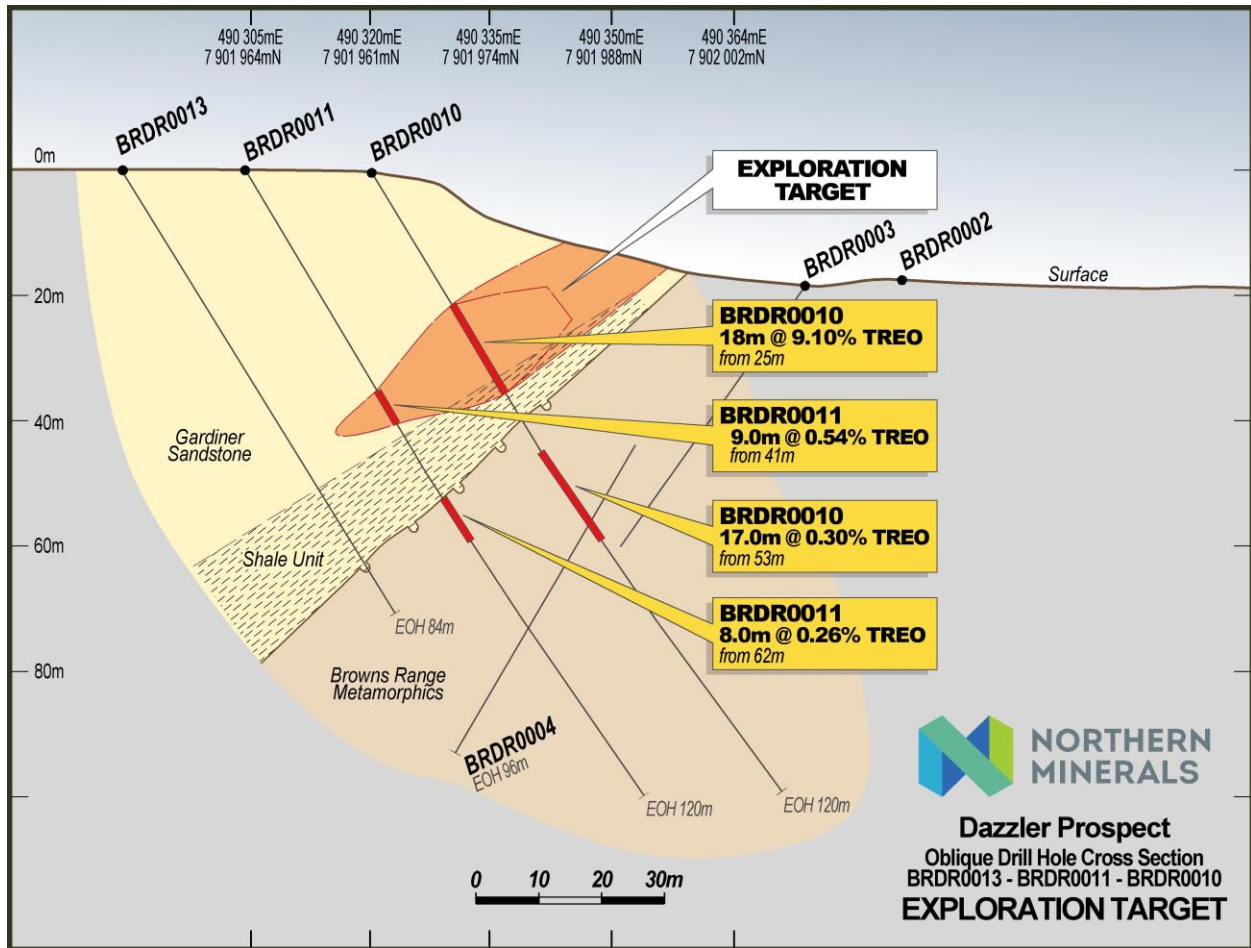 490 305mE
7 901 964mN
490 320mE
7 901 961mN
490 335mE
7 901 974mN
490 350mE
7 901 988mN
490 364mE
7 902 002mN
BRDR0013
BRDR0011
BRDR0010
0m
EXPLORATION
TARGET
BRDR0003
BRDR0002
Surface
20m
BRDR0010
18m @ 9.10% TREO
from 25m
40m
BRDR0011
9.0m @ 0.54% TREO
from 41m
Gardiner
Sandstone
BRDR0010
17.0m @ 0.30% TREO
from 53m
60m
Shale Unit
BRDR0011
8.0m @ 0.26% TREO
from 62m
EOH 84m
80m
Browns Range
Metamorphics
BRDR0004
EOH 96m
EOH 120m
EOH 120m
NORTHERN
MINERALS
0 10 20 30m
Dazzler Prospect
Oblique Drill Hole Cross Section
BRDR0013 - BRDR0011 - BRDR0010
EXPLORATION TARGET